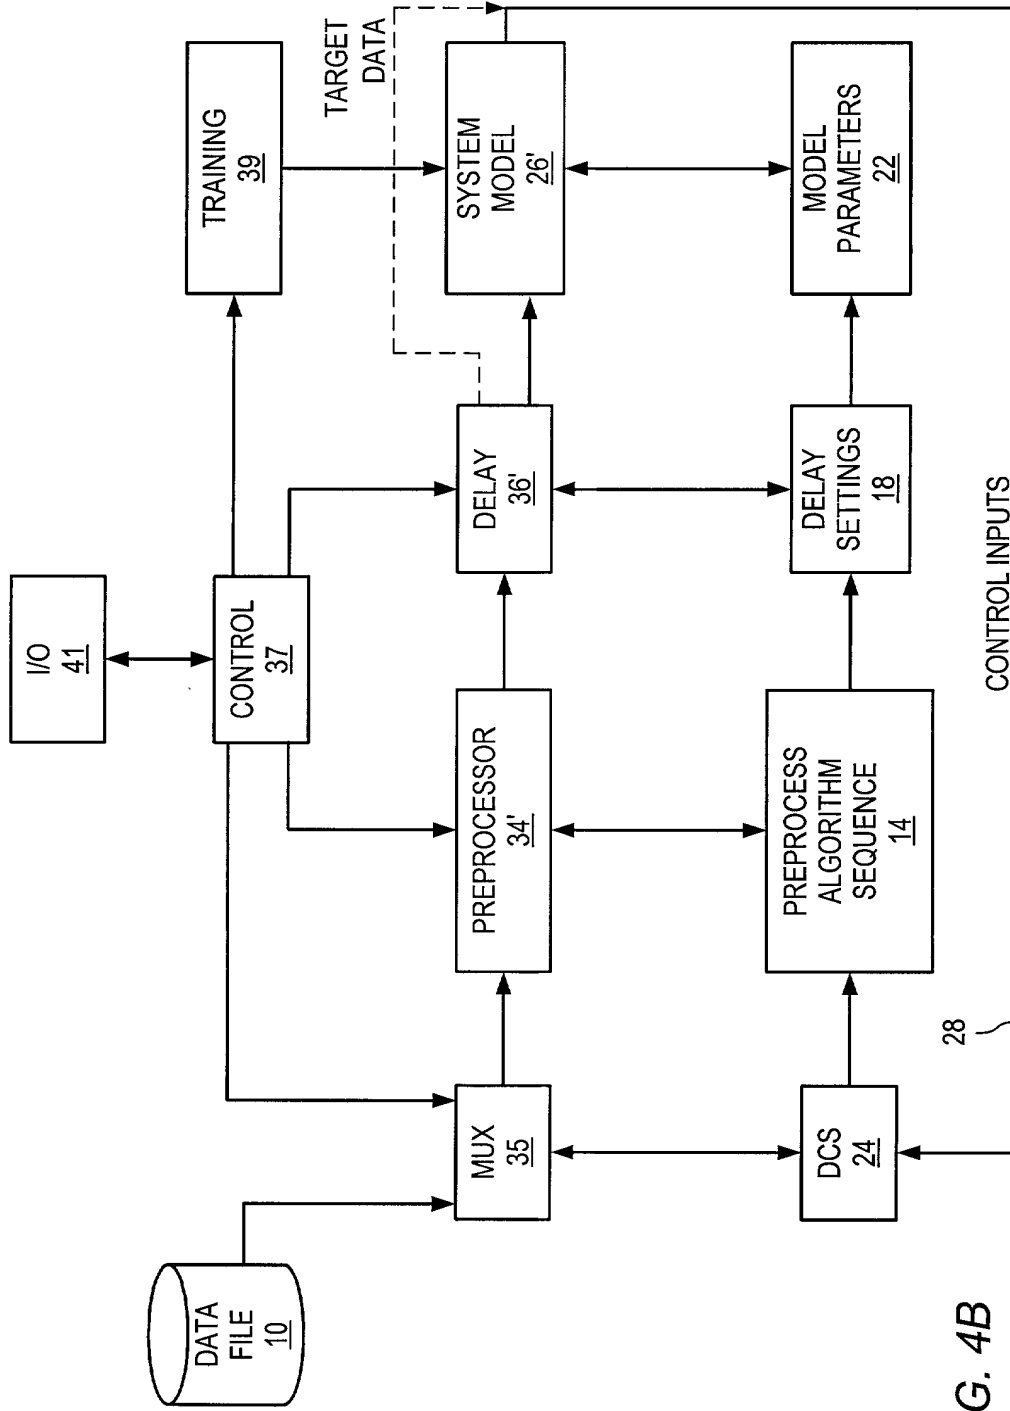 I/O
41
TRAINING
39
CONTROL
37
TARGET
DATA
DATA
FILE
10
MUX
35
PREPROCESSOR
34'
DELAY
36'
SYSTEM
MODEL
26'
DCS
24
PREPROCESS
ALGORITHM
SEQUENCE
14
DELAY
SETTINGS
18
MODEL
PARAMETERS
22
28
CONTROL INPUTS
G. 4B